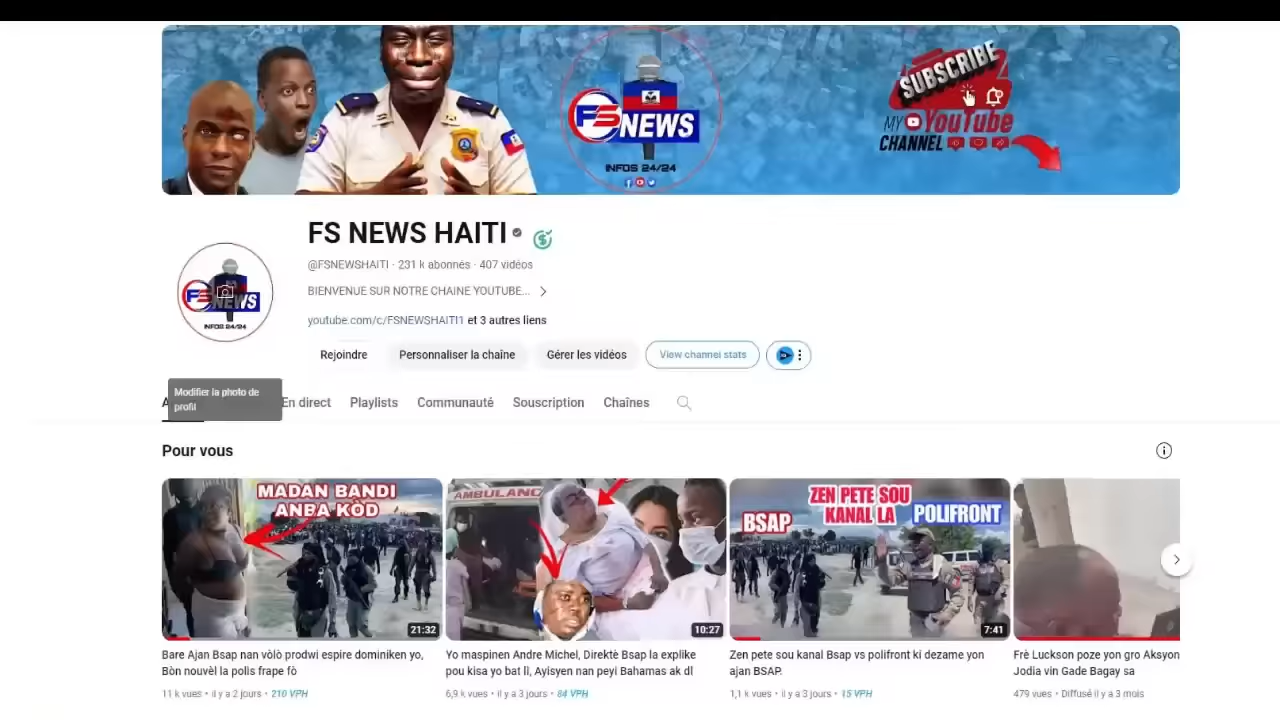 FS NEWS
INFOS 24/24
SUBSCRIBE
MY YouTube
CHANNEL
FS NEWS HAITI
@FSNEWSHAITI · 231 k abonnés · 407 vidéos
BIENVENUE SUR NOTRE CHAINE YOUTUBE...
youtube.com/c/FSNEWSHAITI1 et 3 autres liens
FS NEWS
INFOS 24/24
Rejoindre
Personnaliser la chaîne
Gérer les vidéos
View channel stats
Modifier la photo de
profil
En direct
Playlists
Communauté
Souscription
Chaînes
Pour vous
MADAN BANDI
ANBA KÒD
21:32
AMBULANC
10:27
ZEN PETE SOU
KANAL LA
BSAP
POLIFRONT
7:41
Bare Ajan Bsap nan vòlò prodwi espire dominiken yo,
Bòn nouvèl la polis frape fò
11 k vues • il y a 2 jours • 210 VPH
Yo maspinen Andre Michel, Direktè Bsap la explike
pou kisa yo bat li, Ayisyen nan peyi Bahamas ak dl
6,9 k vues • il y a 3 jours • 84 VPH
Zen pete sou kanal Bsap vs polifront ki dezame yon
ajan BSAP.
1,1 k vues • il y a 3 jours • 15 VPH
Frè Luckson poze yon gro Aksyon
Jodia vin Gade Bagay sa
479 vues • Diffusé il y a 3 mois